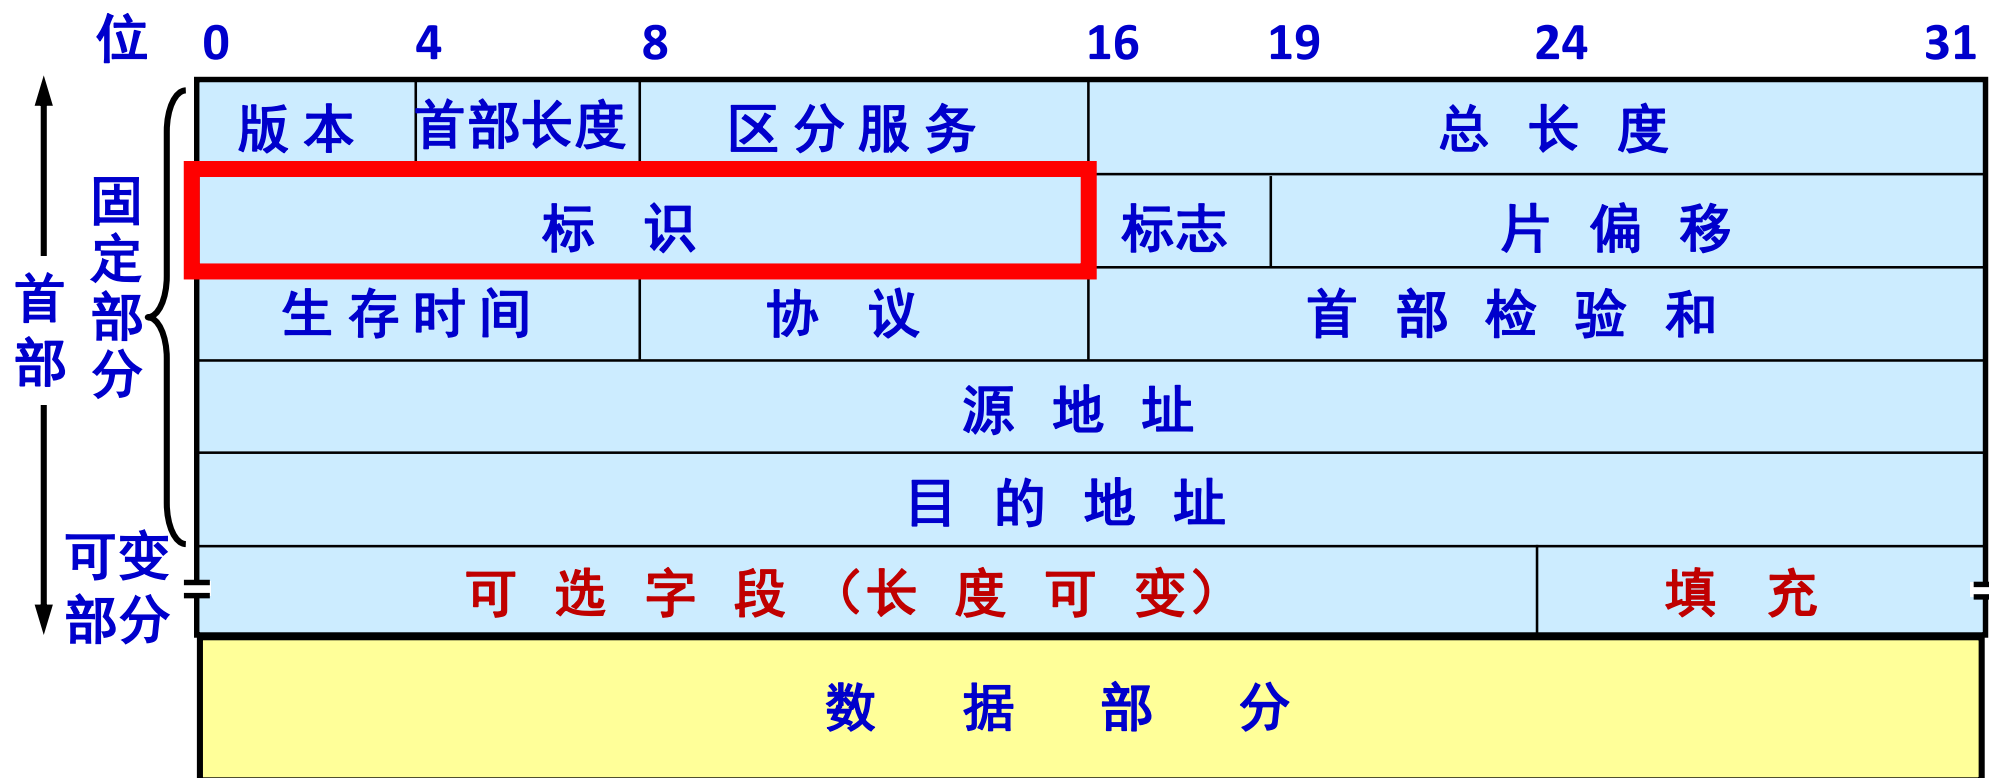 位 0 4 8 16 19 24 31
版本 首部长度 区分服务 总长度
标识 标志 片偏移
生存时间 协议 首部检验和
源地址
目的地址
可选字段（长度可变） 填充
数据部分
首部
固定部分
可变
部分